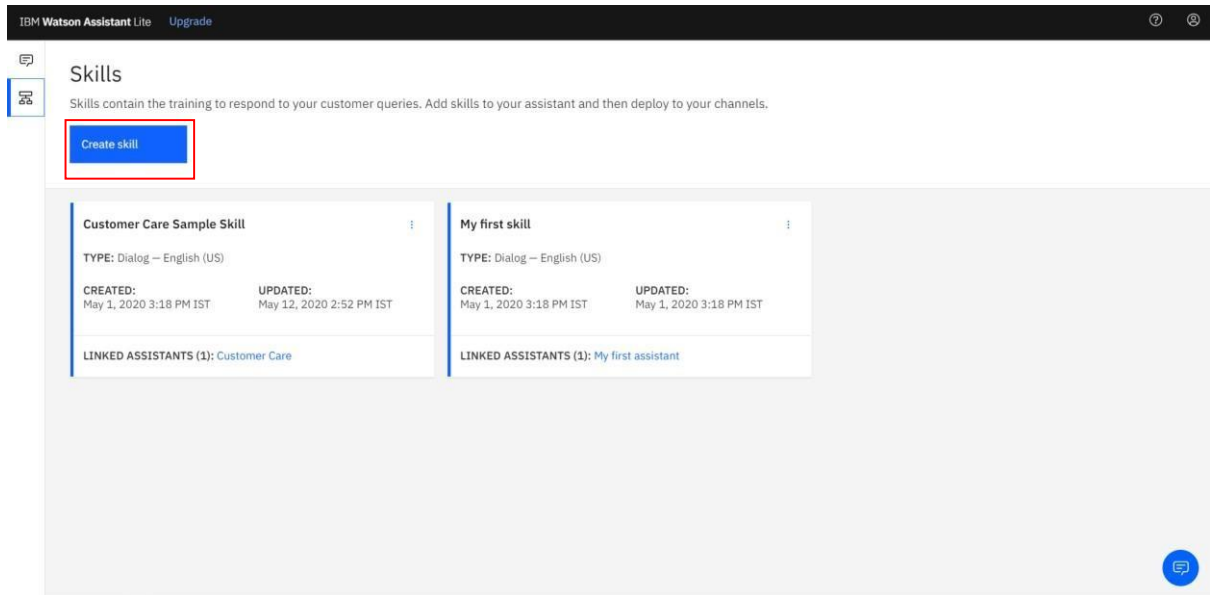 IBM Watson Assistant Lite Upgrade
Skills
Skills contain the training to respond to your customer queries. Add skills to your assistant and then deploy to your channels.
Create skill
Customer Care Sample Skill
TYPE: Dialog — English (US)
CREATED: UPDATED:
May 1, 2020 3:18 PM IST May 12, 2020 2:52 PM IST
LINKED ASSISTANTS (1): Customer Care
My first skill
TYPE: Dialog — English (US)
CREATED: UPDATED:
May 1, 2020 3:18 PM IST May 1, 2020 3:18 PM IST
LINKED ASSISTANTS (1): My first assistant